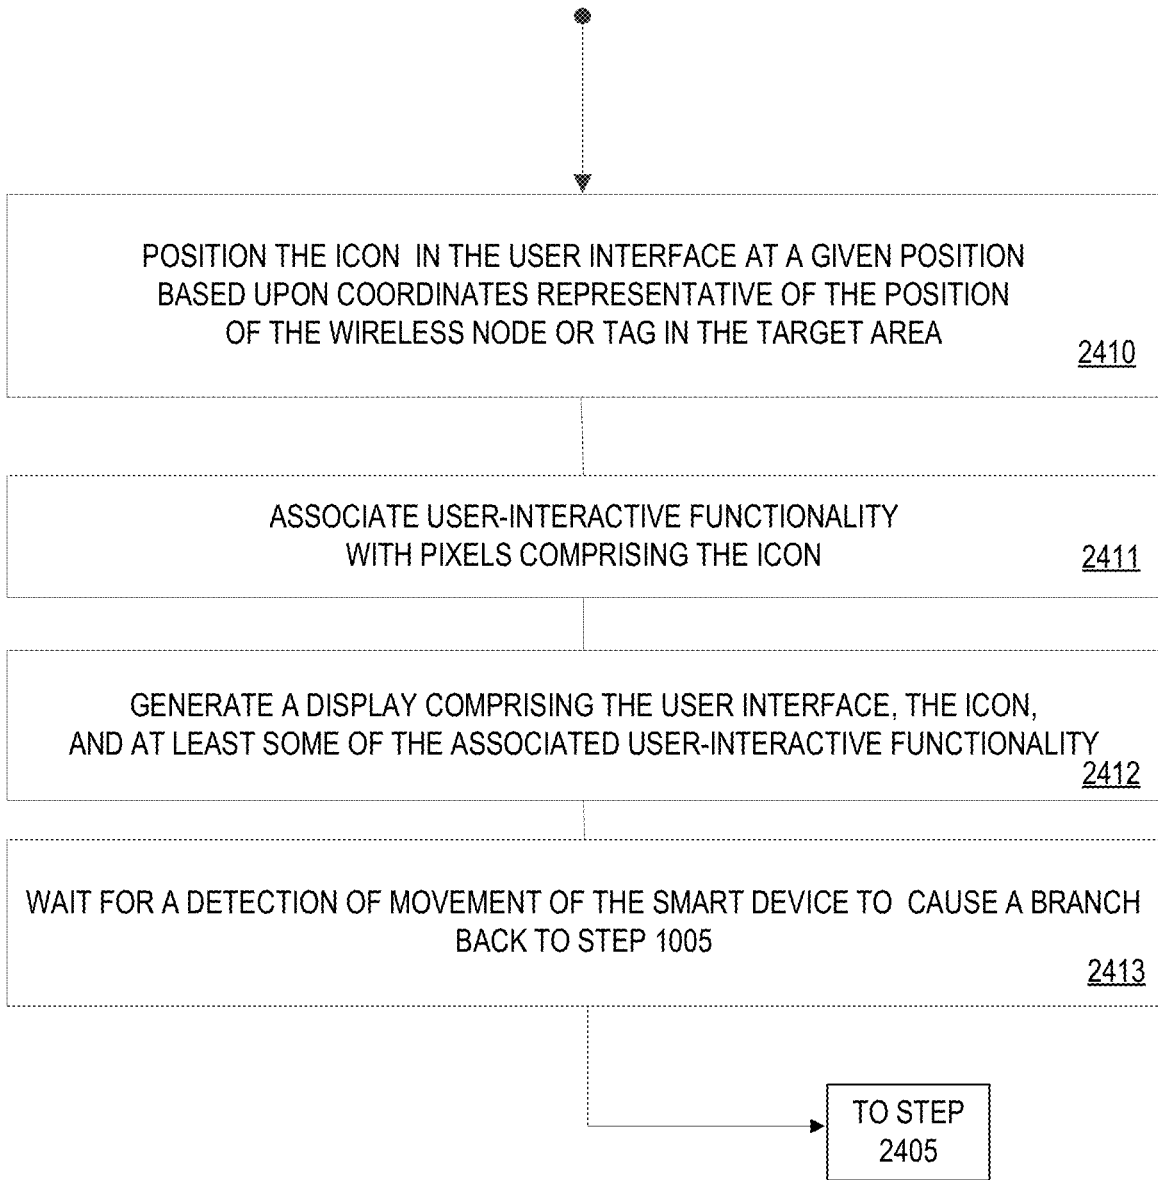 POSITION THE ICON IN THE USER INTERFACE AT A GIVEN POSITION
BASED UPON COORDINATES REPRESENTATIVE OF THE POSITION
OF THE WIRELESS NODE OR TAG IN THE TARGET AREA
2410
ASSOCIATE USER-INTERACTIVE FUNCTIONALITY
WITH PIXELS COMPRISING THE ICON
2411
GENERATE A DISPLAY COMPRISING THE USER INTERFACE, THE ICON,
AND AT LEAST SOME OF THE ASSOCIATED USER-INTERACTIVE FUNCTIONALITY
2412
WAIT FOR A DETECTION OF MOVEMENT OF THE SMART DEVICE TO CAUSE A BRANCH
BACK TO STEP 1005
2413
TO STEP
2405